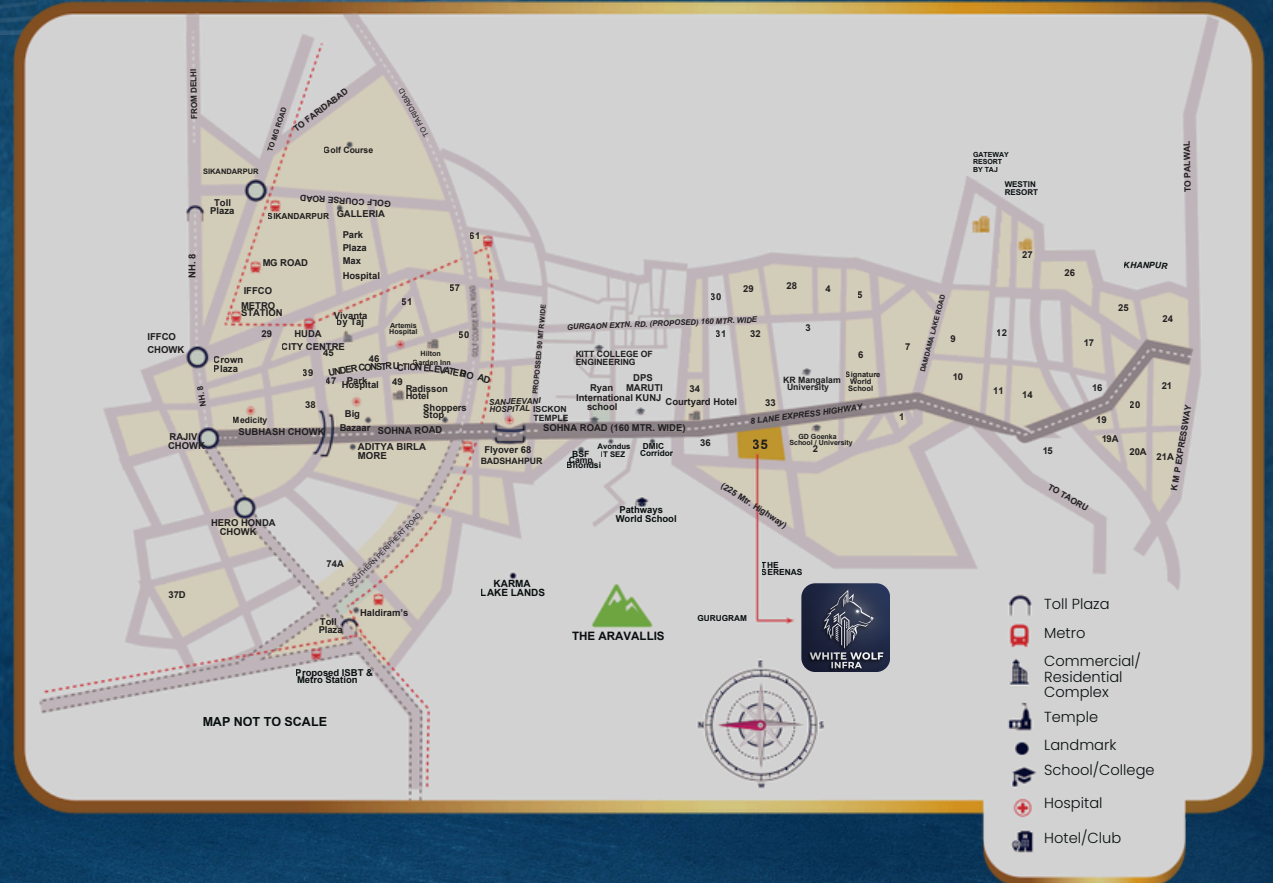 FROM DELHI
TO MG ROAD
TO FARIDABAD
TO FARIDABAD
Golf Course
SIKANDARPUR
GOLF COURSE ROAD
Toll
Plaza
SIKANDARPUR
GALLERIA
Park
Plaza
Max
Hospital
61
NH. 8
MG ROAD
IFFCO
METRO
STATION
57
51
GOLF COURSE EXTN. ROAD
IFFCO
CHOWK
29
HUDA
CITY CENTRE
Vivanta
by Taj
Artemis
Hospital
50
Crown
Plaza
45
46
Hilton
Garden Inn
UNDER CONSTRUCTION ELEVATED ROAD
39
47
Park
Hospital
49
Radisson
Hotel
NH. 8
38
Medicity
Big
Bazaar
Shoppers
Stop
SANJEEVANI
HOSPITAL
ISCKON
TEMPLE
PROPOSSED 90 MTR WIDE
RAJIV
CHOWK
SUBHASH CHOWK
SOHNA ROAD
SOHNA ROAD (160 MTR. WIDE)
ADITYA BIRLA
MORE
Flyover 68
BADSHAHPUR
HERO HONDA
CHOWK
SOUTHERN PERIPHERY ROAD
74A
37D
Haldiram's
Toll
Plaza
Proposed ISBT &
Metro Station
MAP NOT TO SCALE
GURGAON EXTN. RD. (PROPOSED) 160 MTR. WIDE
KITT COLLEGE OF
ENGINEERING
DPS
MARUTI
KUNJ
Ryan
International
school
Courtyard Hotel
BSF
Camp
Bhondsi
Avondus
IT SEZ
DMIC
Corridor
Pathways
World School
KARMA
LAKE LANDS
THE ARAVALLIS
30
29
28
4
5
31
32
3
6
7
34
33
KR Mangalam
University
Signature
World
School
8 LANE EXPRESS HIGHWAY
36
35
GD Goenka
School / University
2
1
(225 Mtr. Highway)
DAMDAMA LAKE ROAD
GATEWAY
RESORT
BY TAJ
WESTIN
RESORT
27
26
KHANPUR
25
24
9
12
17
10
11
14
16
21
20
19
19A
20A
21A
15
TO TAORU
TO PALWAL
K M P EXPRESSWAY
THE
SERENAS
GURUGRAM
WHITE WOLF
INFRA
E
N
S
W
Toll Plaza
Metro
Commercial/
Residential
Complex
Temple
Landmark
School/College
Hospital
Hotel/Club